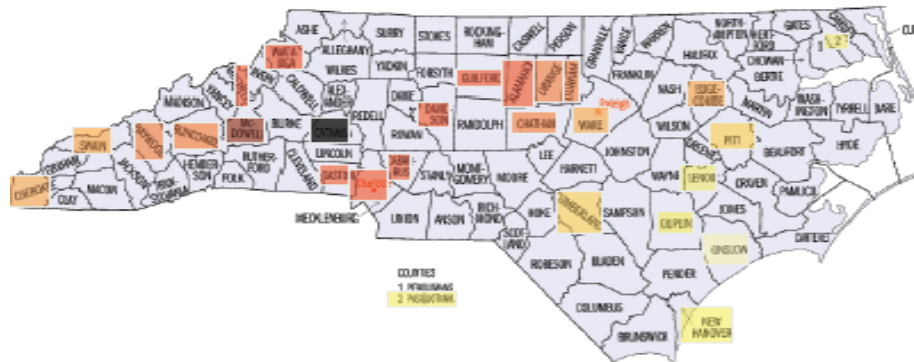 ASHE
ALLEGHANY
SURRY
STOKES
ROCKING-
HAM
CASWELL
PERSON
GRANVILLE
VANCE
WARREN
NORTH-
AMPTON
HERT-
FORD
GATES
WATAUGA
WILKES
YADKIN
FORSYTH
GUILFORD
ALAMANCE
ORANGE
DURHAM
FRANKLIN
HALIFAX
BERTIE
CHOWAN
1
2
MADISON
YANCEY
AVERY
CALDWELL
ALEX-
ANDER
IREDELL
DAVIE
DAVID-
SON
RANDOLPH
CHATHAM
Raleigh
WAKE
NASH
EDGE-
COMBE
MARTIN
WASH-
INGTON
TYRRELL
DARE
SWAIN
HAYWOOD
BUNCOMBE
MC-
DOWELL
BURKE
CATAWBA
ROWAN
LEE
JOHNSTON
WILSON
GREENE
PITT
BEAUFORT
HYDE
CHEROKEE
GRAHAM
CLAY
MACON
JACKSON
HENDER-
SON
POLK
RUTHER-
FORD
CLEVELAND
LINCOLN
GASTON
CABAR-
RUS
STANLY
MONT-
GOMERY
MOORE
HARNETT
WAYNE
LENOIR
CRAVEN
PAMLICO
MECKLENBURG
UNION
ANSON
RICH-
MOND
SCOT-
LAND
HOKE
CUMBERLAND
SAMPSON
DUPLIN
JONES
ONSLOW
CARTERET
ROBESON
BLADEN
PENDER
COLUMBUS
BRUNSWICK
NEW
HANOVER
COUNTIES
1 PERQUIMANS
2 PASQUOTANK